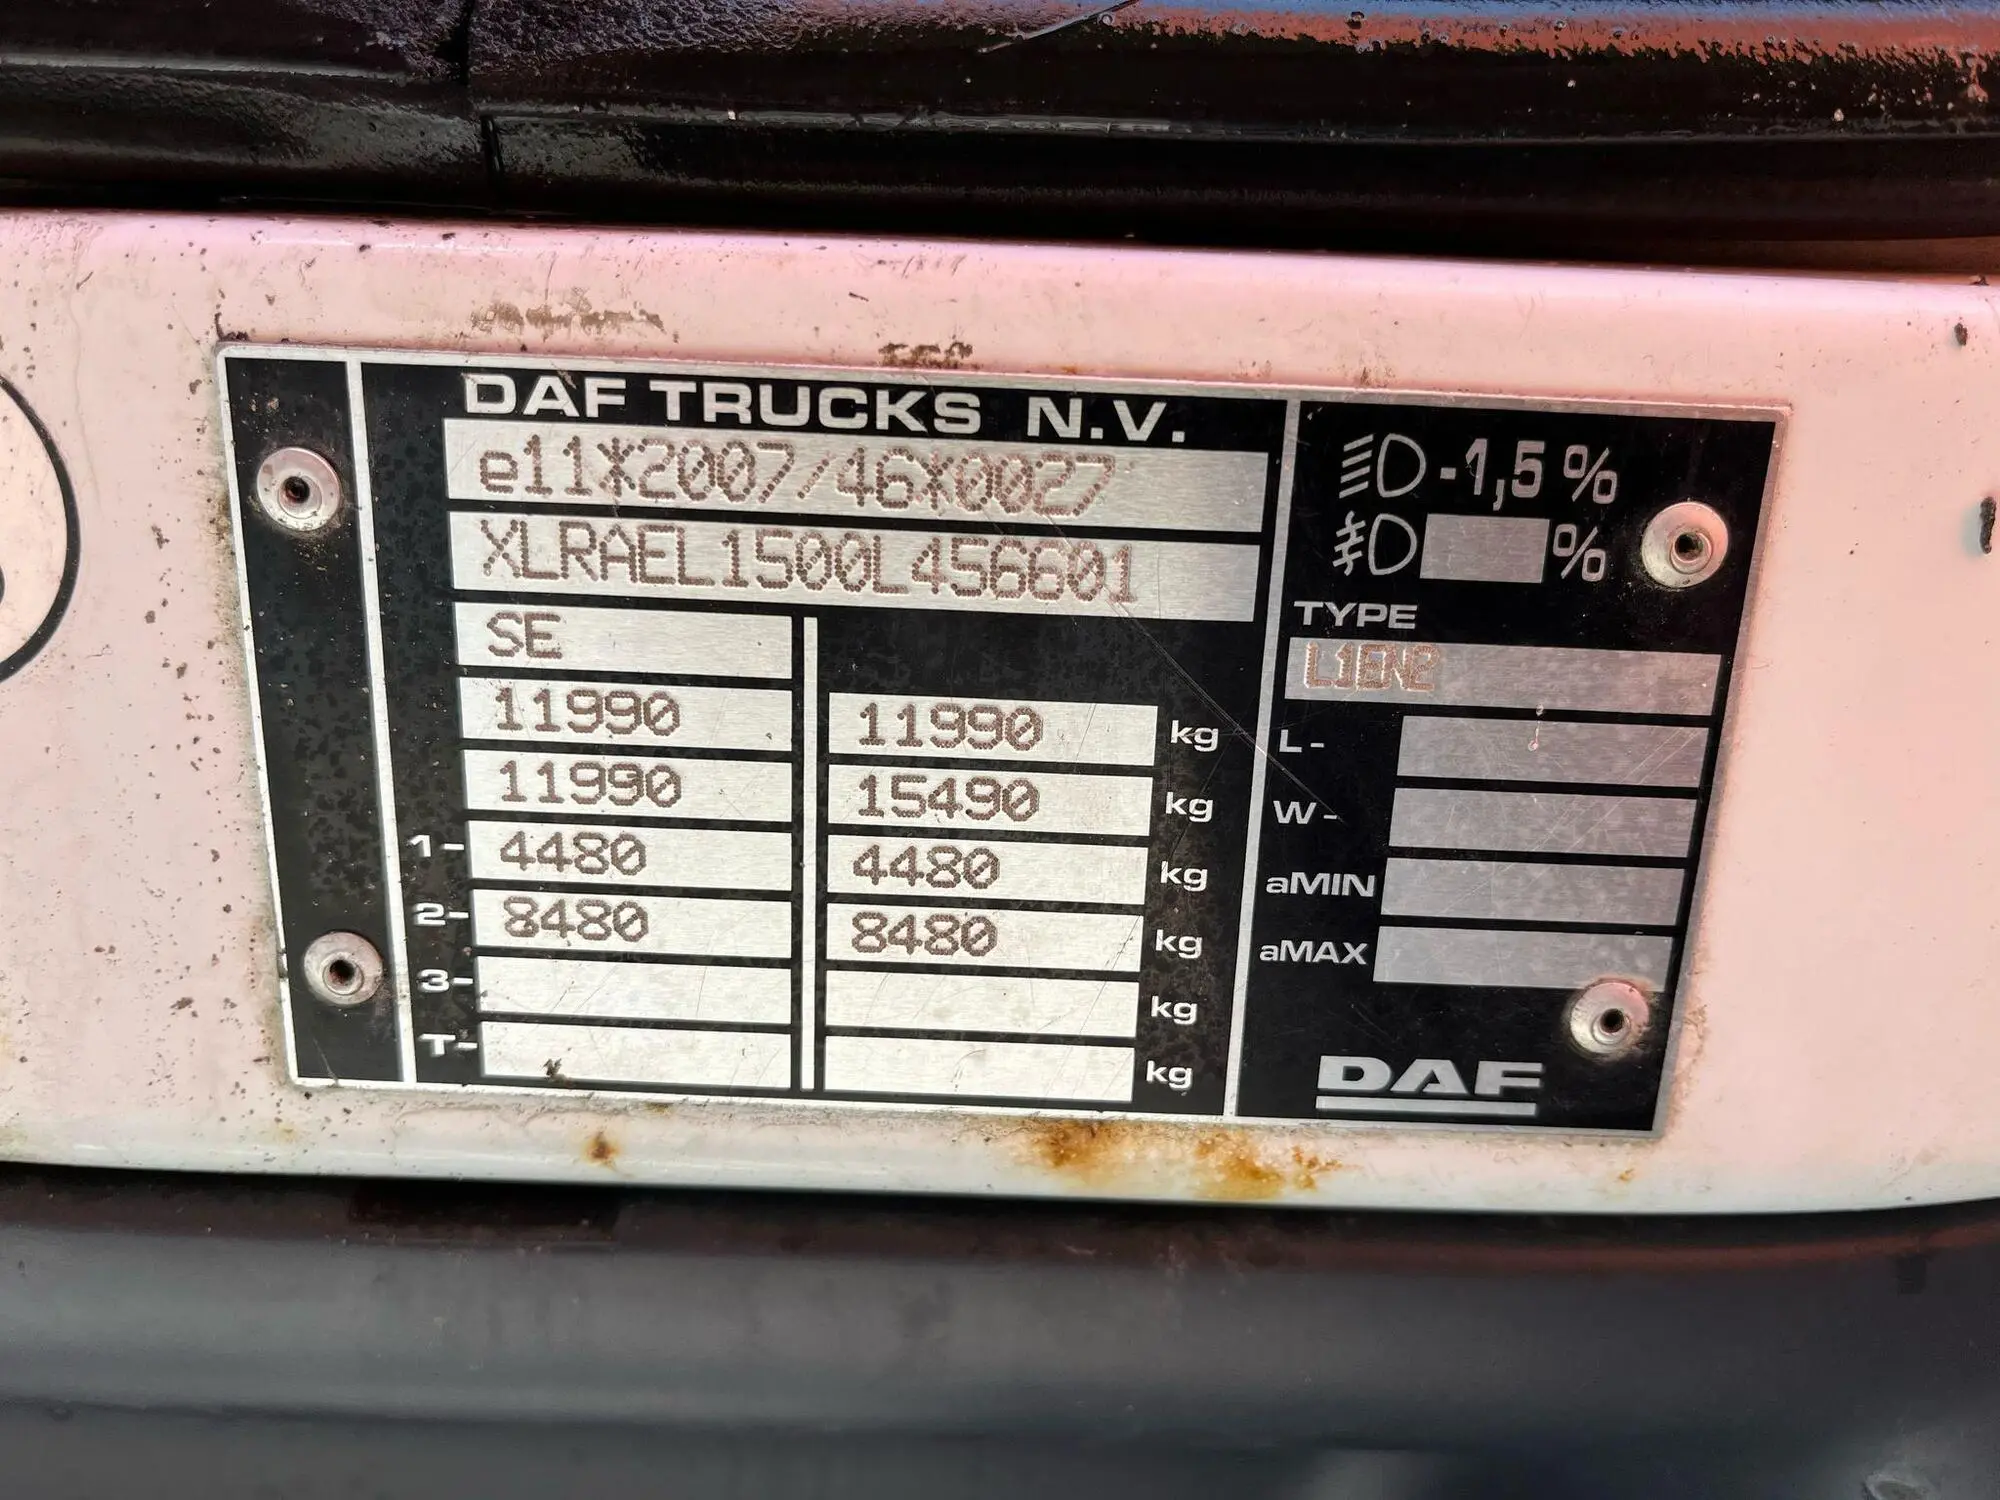 DAF TRUCKS N.V.
e11*2007/46*0027
XLRAEL1500L456601
SE
11990 11990 kg
11990 15490 kg
1- 4480 4480 kg
2- 8480 8480 kg
3- kg
T- kg
-1,5%
%
TYPE
L1EN2
L-
W-
aMIN
aMAX
DAF